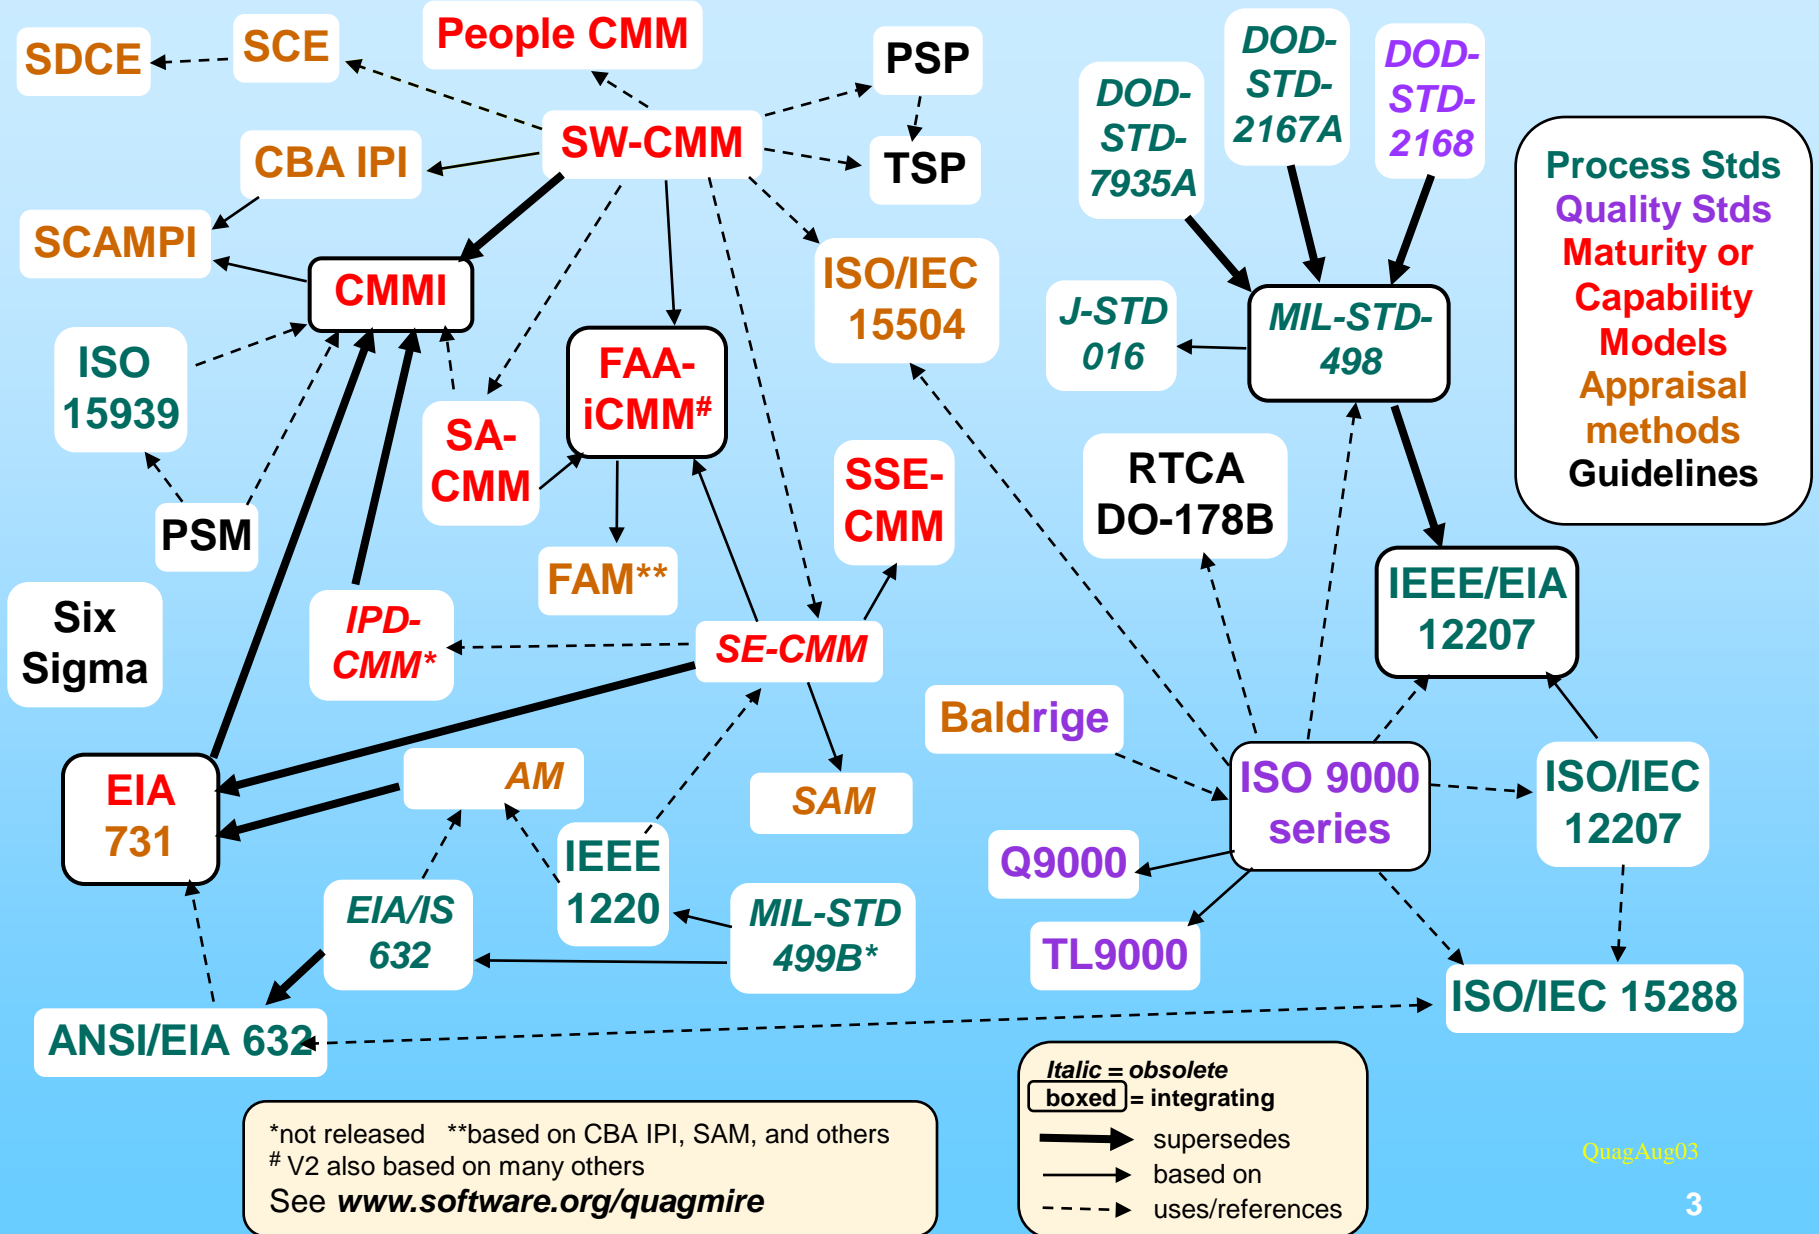 People CMM
SDCE
SCE
PSP
SW-CMM
TSP
CBA IPI
SCAMPI
CMMI
ISO/IEC
15504
ISO
15939
FAA-
iCMM#
SA-
CMM
SSE-
CMM
PSM
FAM**
Six
Sigma
IPD-
CMM*
SE-CMM
EIA
731
AM
SAM
IEEE
1220
EIA/IS
632
MIL-STD
499B*
ANSI/EIA 632
DOD-
STD-
7935A
DOD-
STD-
2167A
DOD-
STD-
2168
J-STD
016
MIL-STD-
498
RTCA
DO-178B
IEEE/EIA
12207
Baldrige
ISO 9000
series
ISO/IEC
12207
Q9000
TL9000
ISO/IEC 15288
Process Stds
Quality Stds
Maturity or
Capability
Models
Appraisal
methods
Guidelines
*not released **based on CBA IPI, SAM, and others
# V2 also based on many others
See www.software.org/quagmire
Italic = obsolete
boxed = integrating
supersedes
based on
uses/references
QuagAug03
3